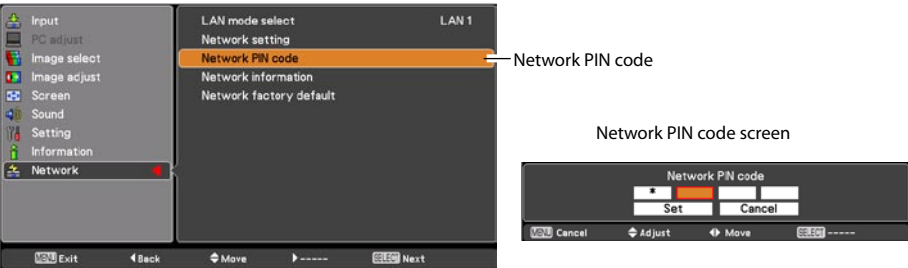 Input
PC adjust
Image select
Image adjust
Screen
Sound
Setting
Information
Network
LAN mode select LAN 1
Network setting
Network PIN code
Network information
Network factory default
MENU Exit ◀Back ◆Move ▶----- SELECT Next
Network PIN code
Network PIN code screen
Network PIN code
*
Set Cancel
MENU Cancel ◆Adjust ◀▶ Move SELECT -----